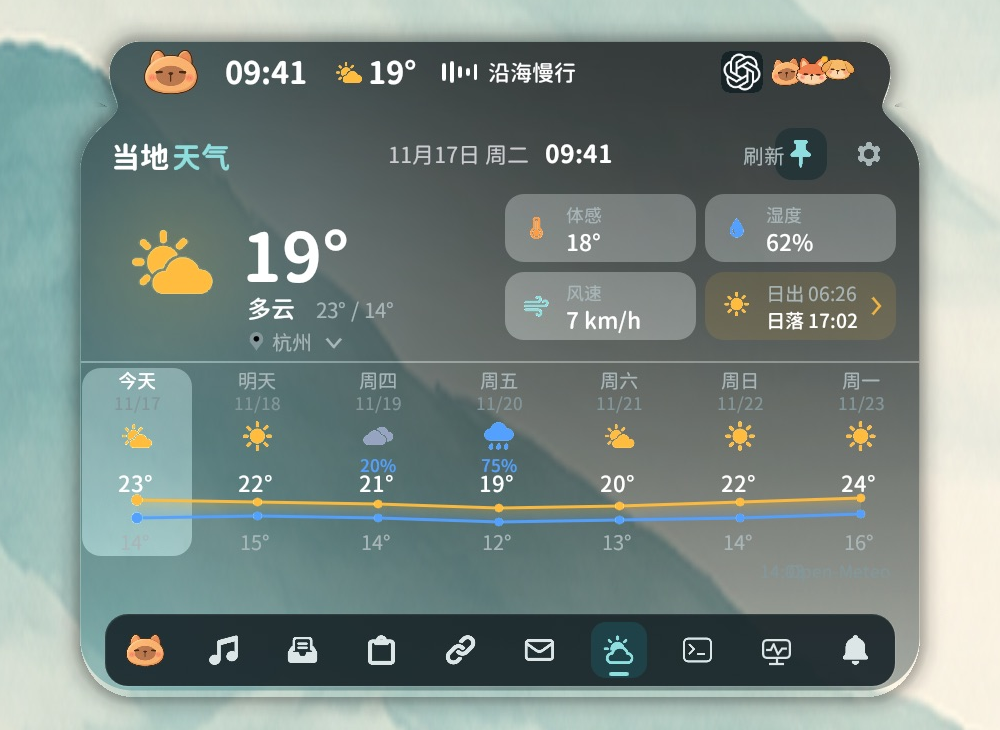 09:41 19° 沿海慢行
当地天气 11月17日 周二 09:41 刷新
19°
多云 23° / 14°
杭州
体感
18°
湿度
62%
风速
7 km/h
日出 06:26
日落 17:02
今天 明天 周四 周五 周六 周日 周一
11/17 11/18 11/19 11/20 11/21 11/22 11/23
20% 75%
23° 22° 21° 19° 20° 22° 24°
14° 15° 14° 12° 13° 14° 16°